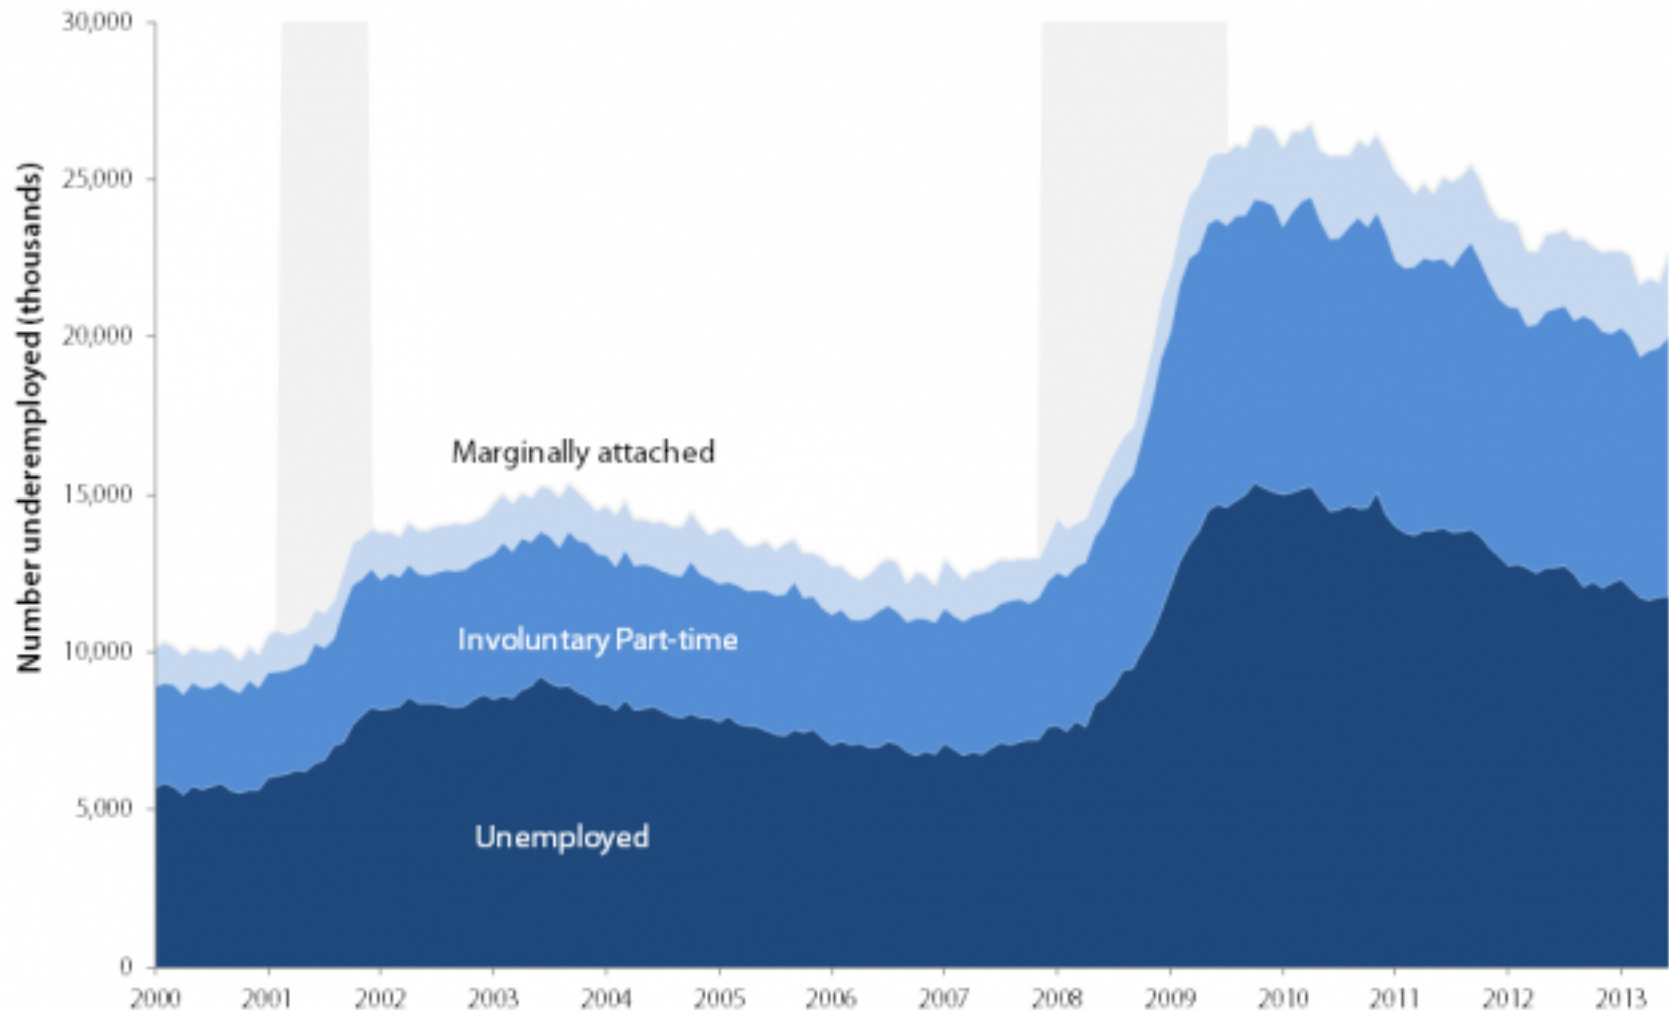 Number underemployed (thousands)
30,000
25,000
20,000
15,000
10,000
5,000
0
Marginally attached
Involuntary Part-time
Unemployed
2000 2001 2002 2003 2004 2005 2006 2007 2008 2009 2010 2011 2012 2013